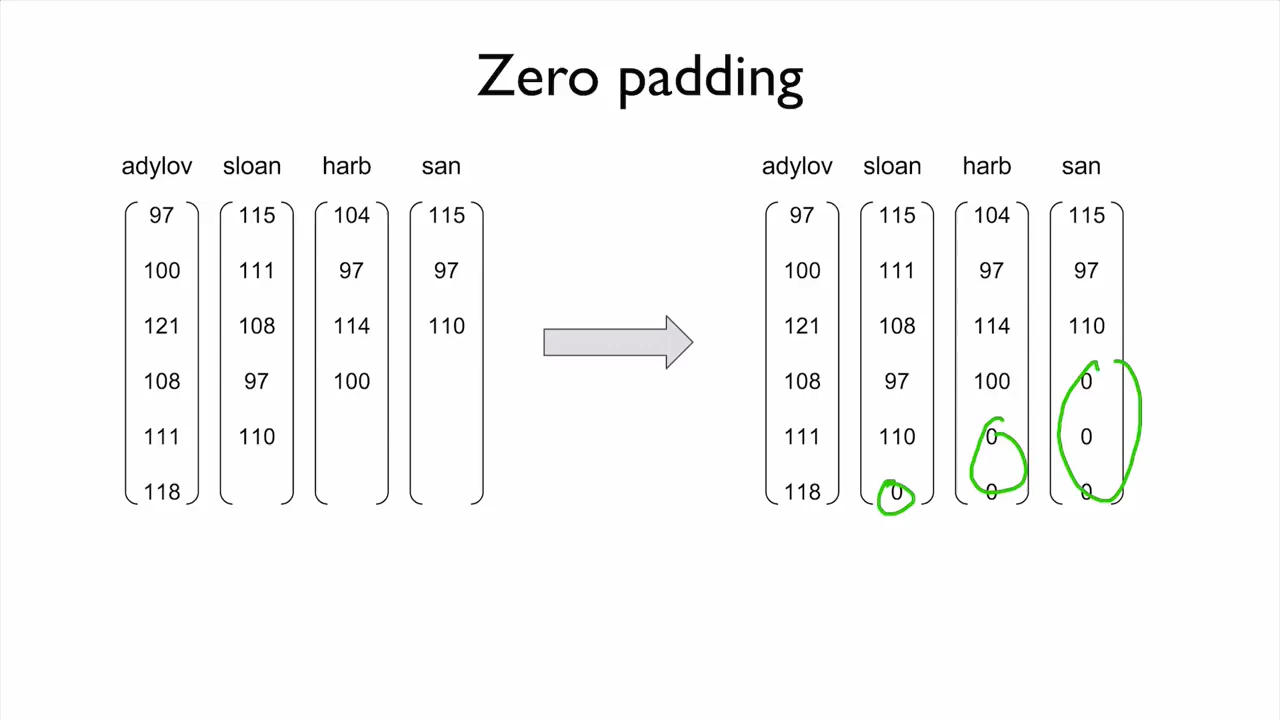 Zero padding
adylov sloan harb san adylov sloan harb san
97 115 104 115 97 115 104 115
100 111 97 97 100 111 97 97
121 108 114 110 121 108 114 110
108 97 100 108 97 100 0
111 110 111 110 0 0
118 118 0 0 0